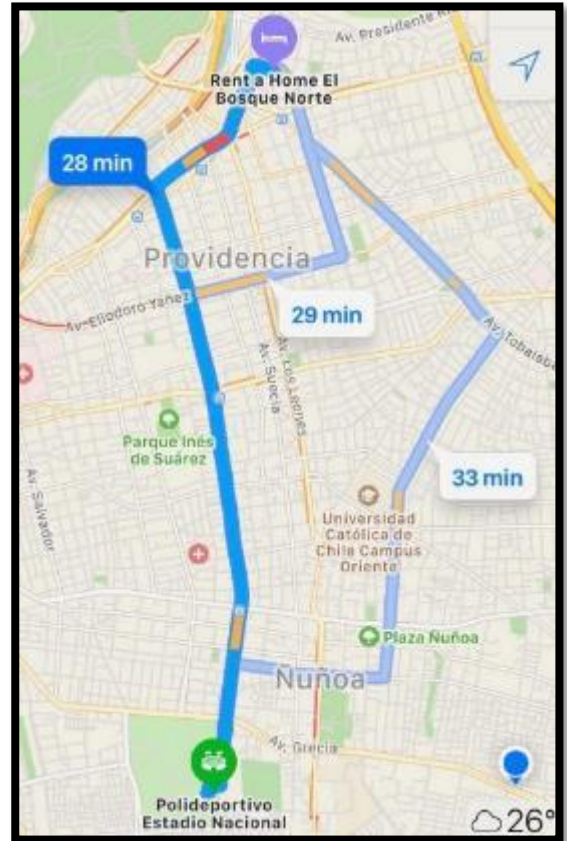 Av. Presidente
Rent a Home El
Bosque Norte
28 min
Providencia
29 min
Av. Eliodoro Yañez
Av. Tobalaba
Av. Suecia
Av. Los Leones
Parque Inés
de Suárez
33 min
Av. Salvador
Universidad
Católica de
Chile Campus
Oriente
Plaza Ñuñoa
Ñuñoa
Av. Grecia
Polideportivo
Estadio Nacional
26°